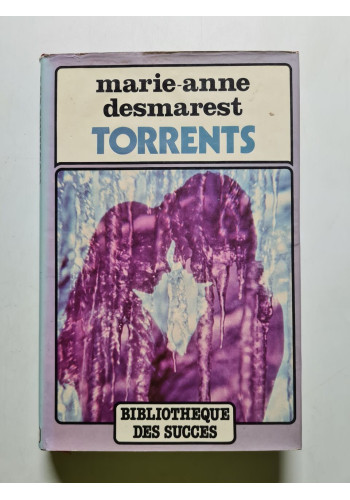 marie-anne
desmarest
TORRENTS
BIBLIOTHEQUE
DES SUCCES